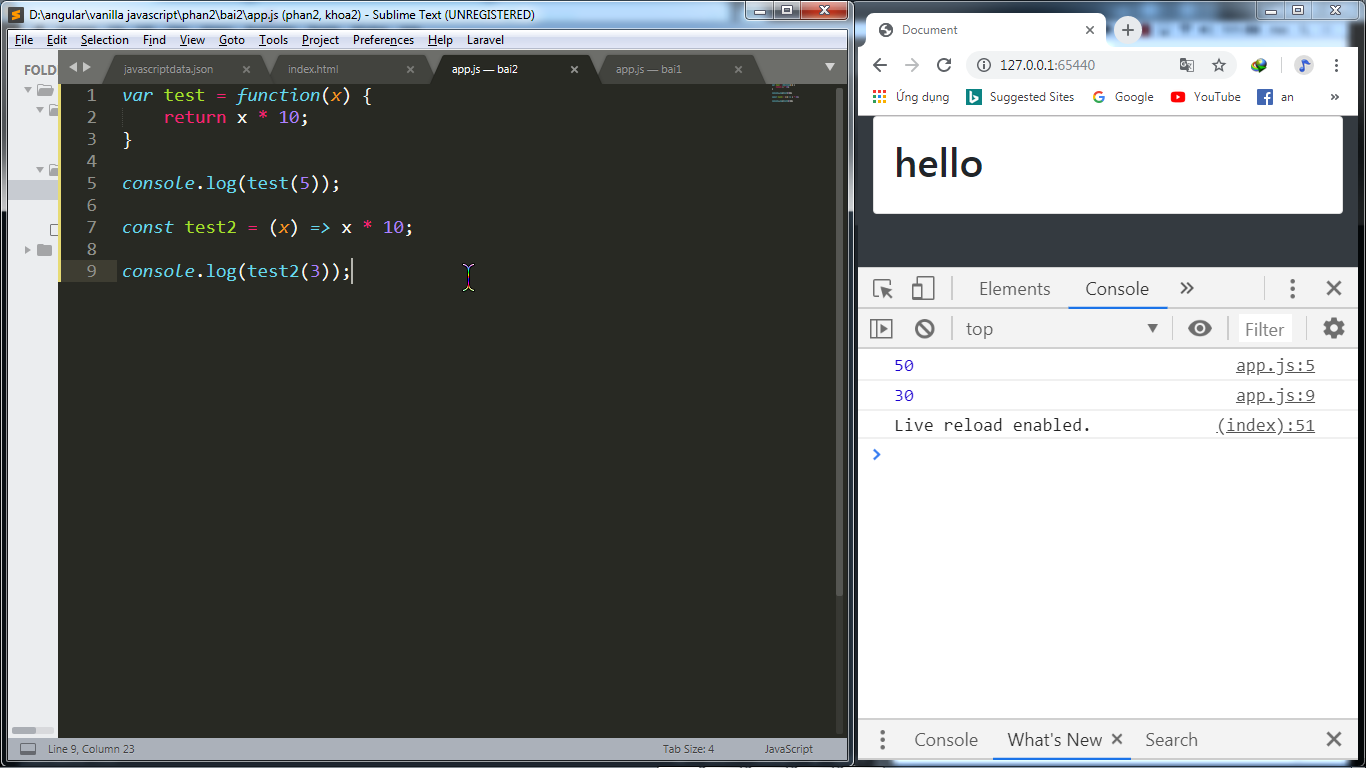 D:\angular\vanilla javascript\phan2\bai2\app.js (phan2, khoa2) - Sublime Text (UNREGISTERED)
File Edit Selection Find View Goto Tools Project Preferences Help Laravel
FOLD
javascriptdata.json × index.html × app.js — bai2 × app.js — bai1 ×
1 var test = function(x) {
2 return x * 10;
3 }
4
5 console.log(test(5));
6
7 const test2 = (x) => x * 10;
8
9 console.log(test2(3));
Line 9, Column 23 Tab Size: 4 JavaScript
Document
127.0.0.1:65440
Ứng dụng Suggested Sites Google YouTube an »
hello
Elements Console »
top Filter
50 app.js:5
30 app.js:9
Live reload enabled. (index):51
Console What's New Search